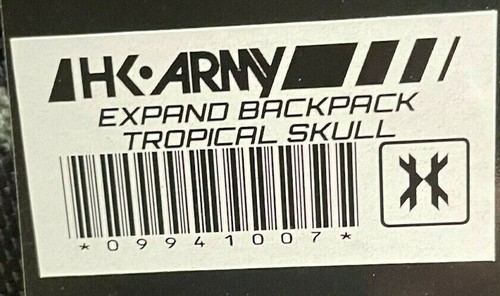 HK•ARMY
EXPAND BACKPACK
TROPICAL SKULL
*09941007*